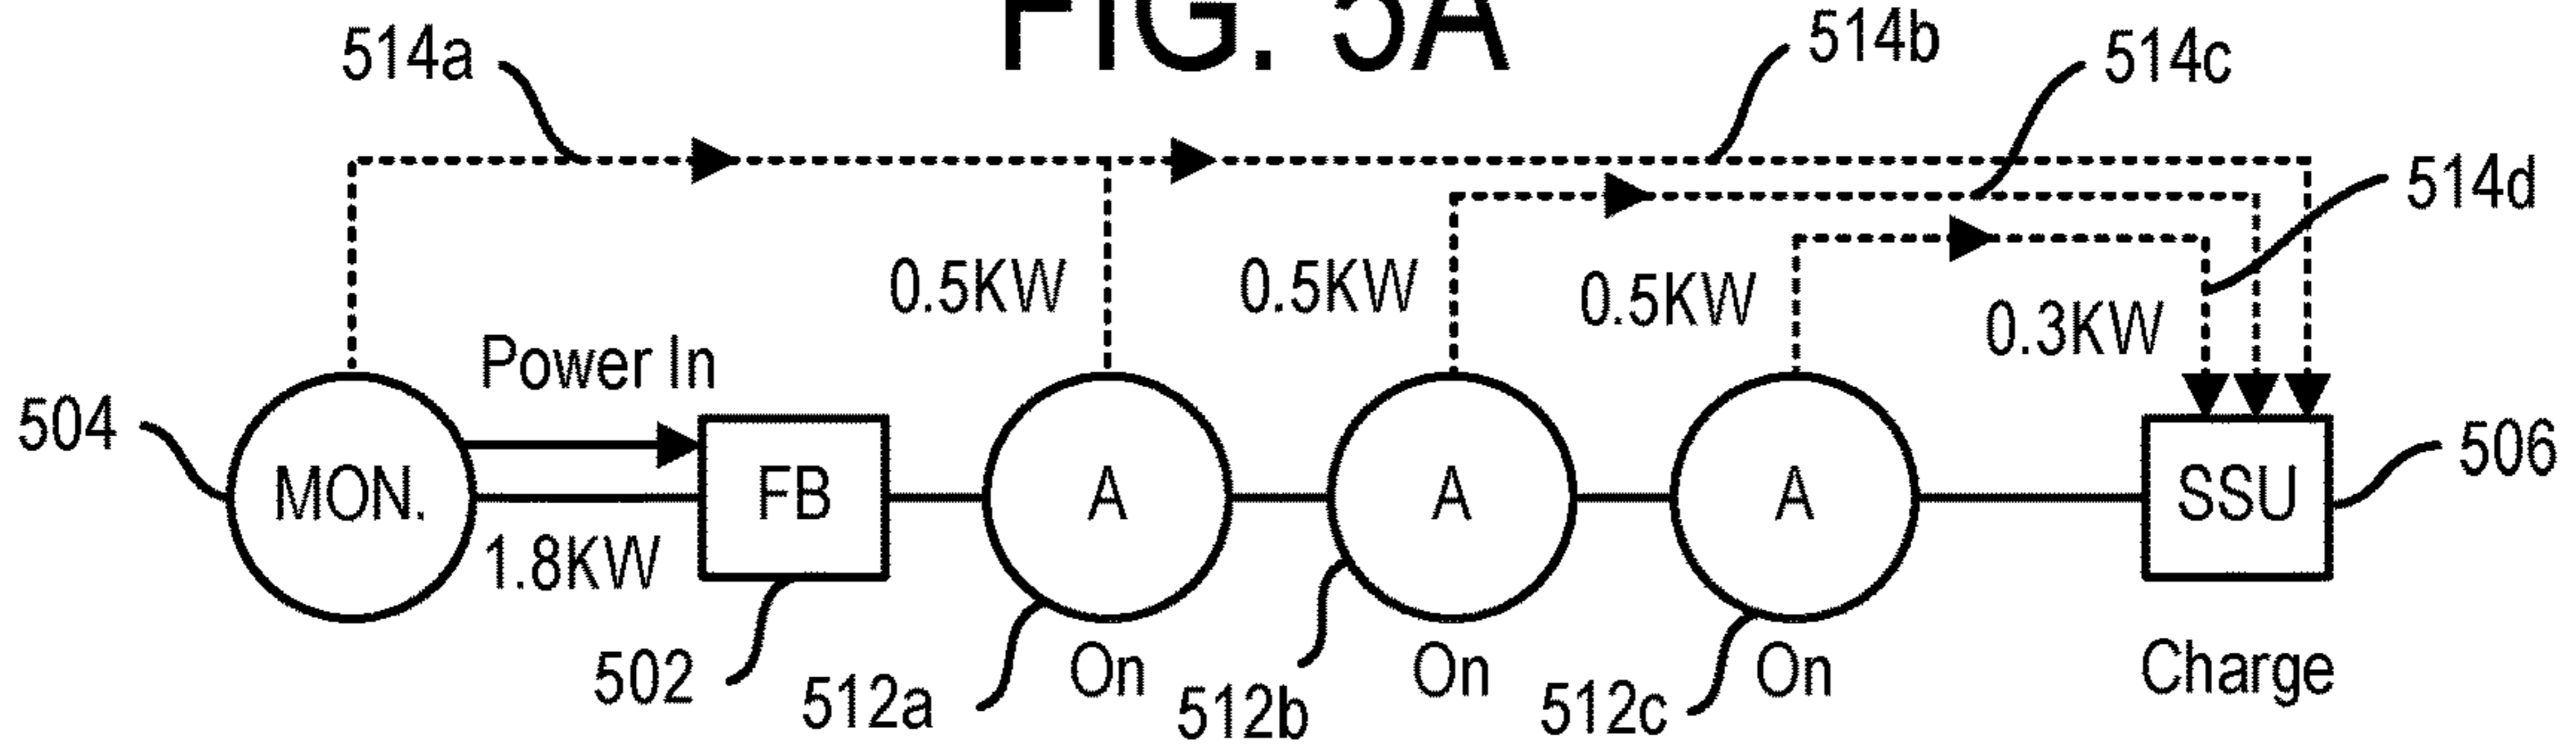 FIG. 5A
514a
514b
514c
514d
0.5KW
0.5KW
0.5KW
0.3KW
Power In
504
MON.
FB
A
A
A
SSU
506
1.8KW
502
512a
On
512b
On
512c
On
Charge